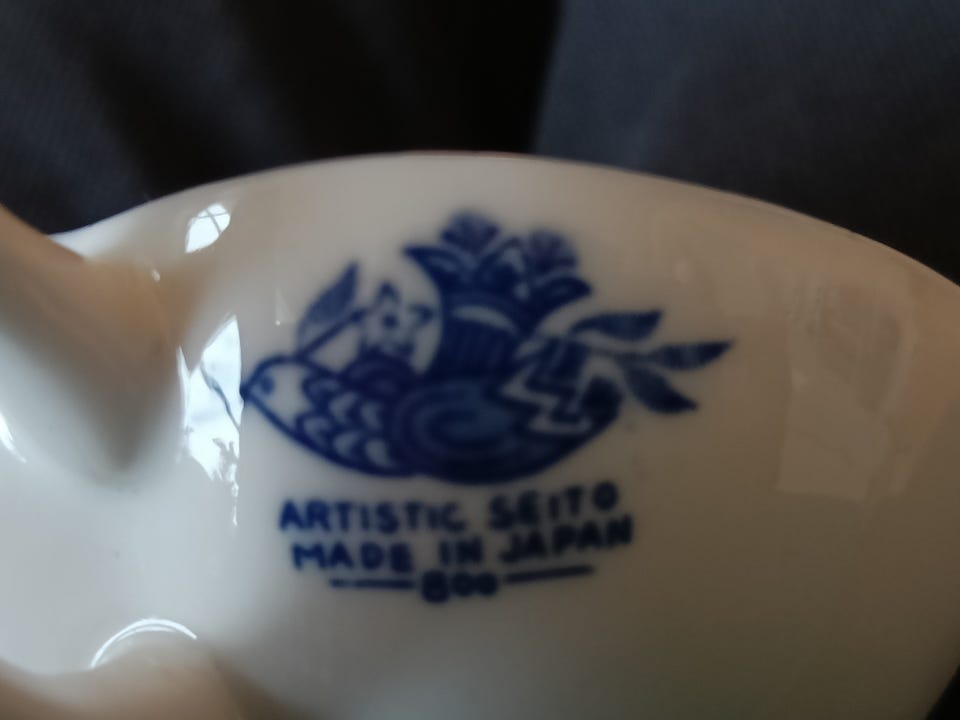 ARTISTIC SEITO
MADE IN JAPAN
800